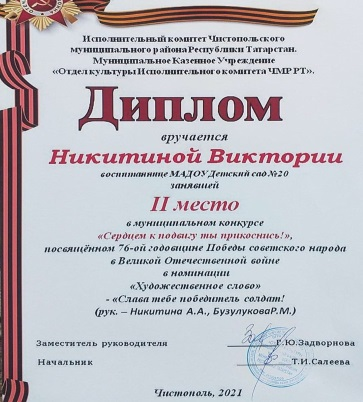 Исполнительный комитет Чистопольского
муниципального района Республики Татарстан.
Муниципальное Казенное Учреждение
«Отдел культуры Исполнительного комитета ЧМР РТ».
Диплом
вручается
Никитиной Виктории
воспитаннице МАДОУ Детский сад №20
занявшей
II место
в муниципальном конкурсе
«Сердцем к подвигу ты прикоснись!»,
посвящённом 76-ой годовщине Победы советского народа
в Великой Отечественной войне
в номинации
«Художественное слово»
- «Слава тебе победитель солдат!
(рук. – Никитина А.А., БузулуковаР.М.)
Заместитель руководителя Г.Ю.Задворнова
Начальник Т.И.Салеева
Чистополь, 2021